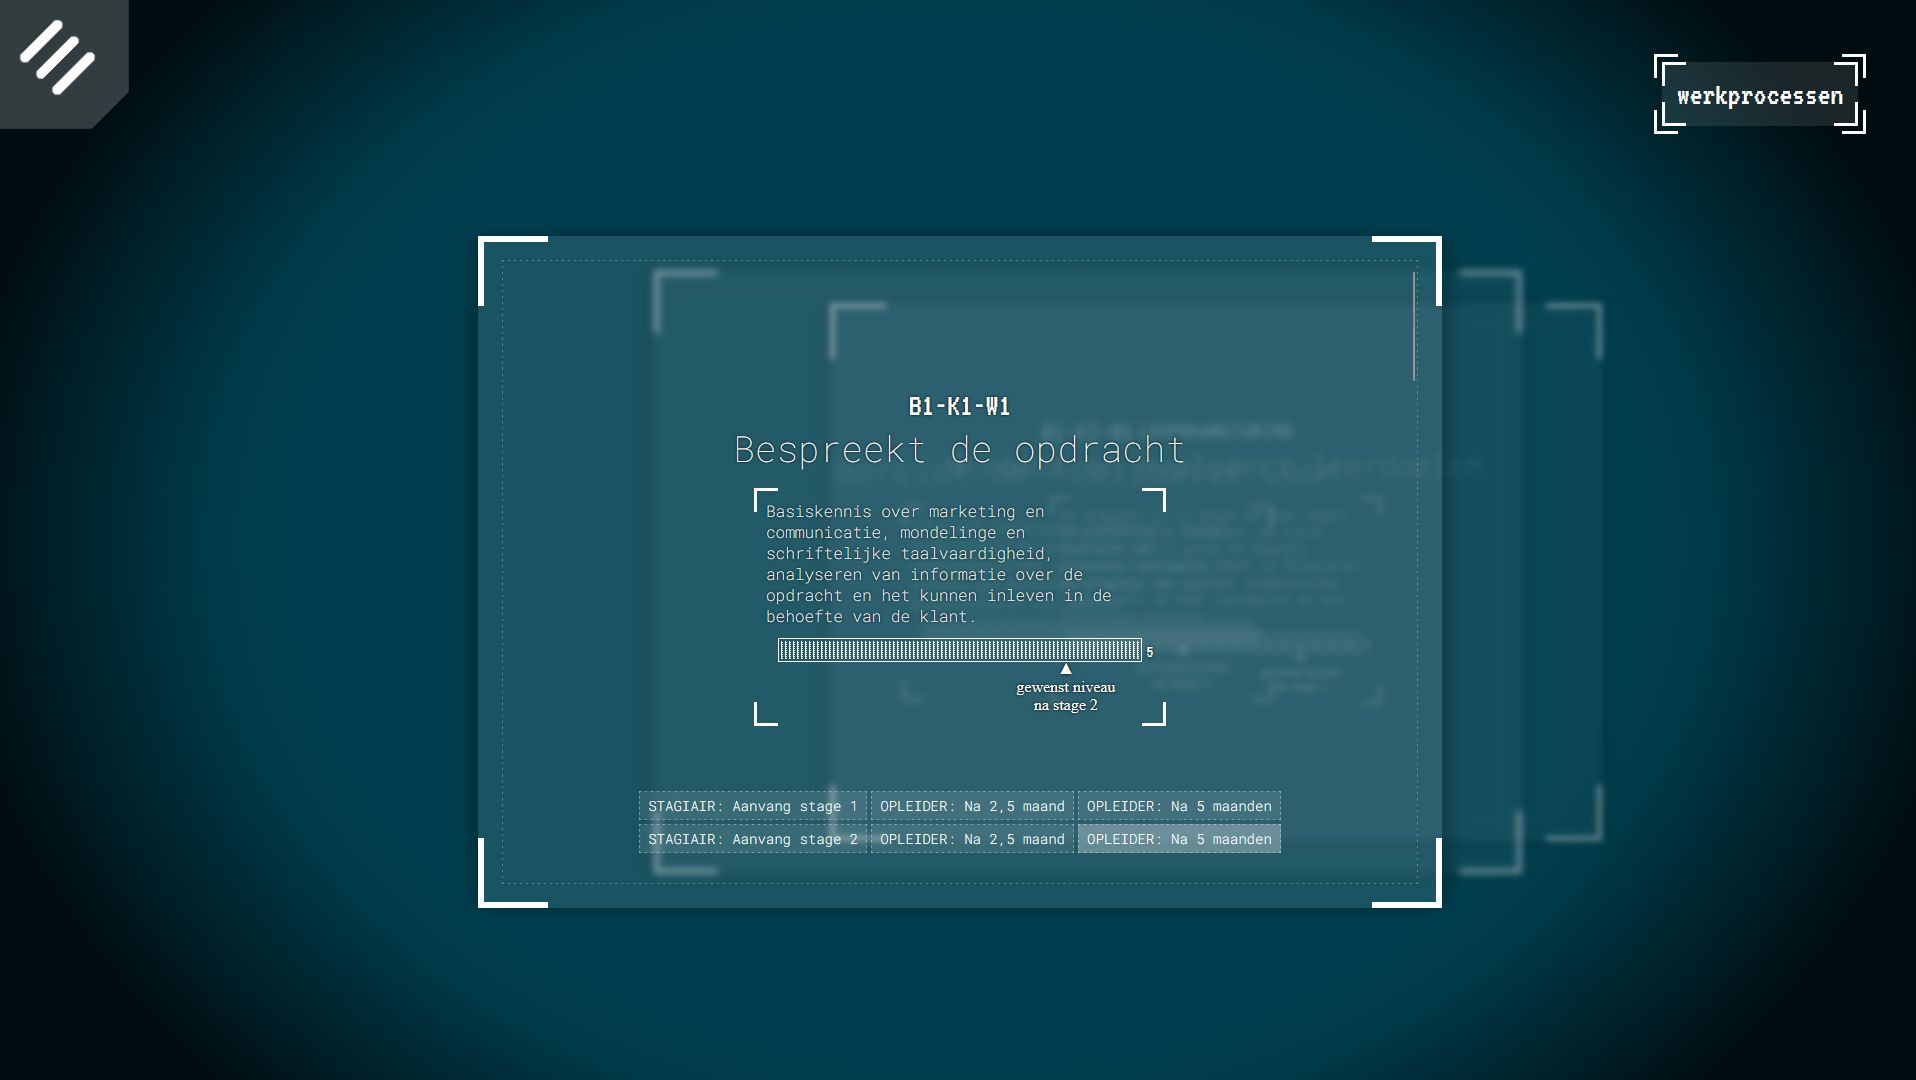 werkprocessen
B1-K1-W1
Bespreekt de opdracht
Basiskennis over marketing en
communicatie, mondelinge en
schriftelijke taalvaardigheid,
analyseren van informatie over de
opdracht en het kunnen inleven in de
behoefte van de klant.
5
▲
gewenst niveau
na stage 2
STAGIAIR: Aanvang stage 1 OPLEIDER: Na 2,5 maand OPLEIDER: Na 5 maanden
STAGIAIR: Aanvang stage 2 OPLEIDER: Na 2,5 maand OPLEIDER: Na 5 maanden